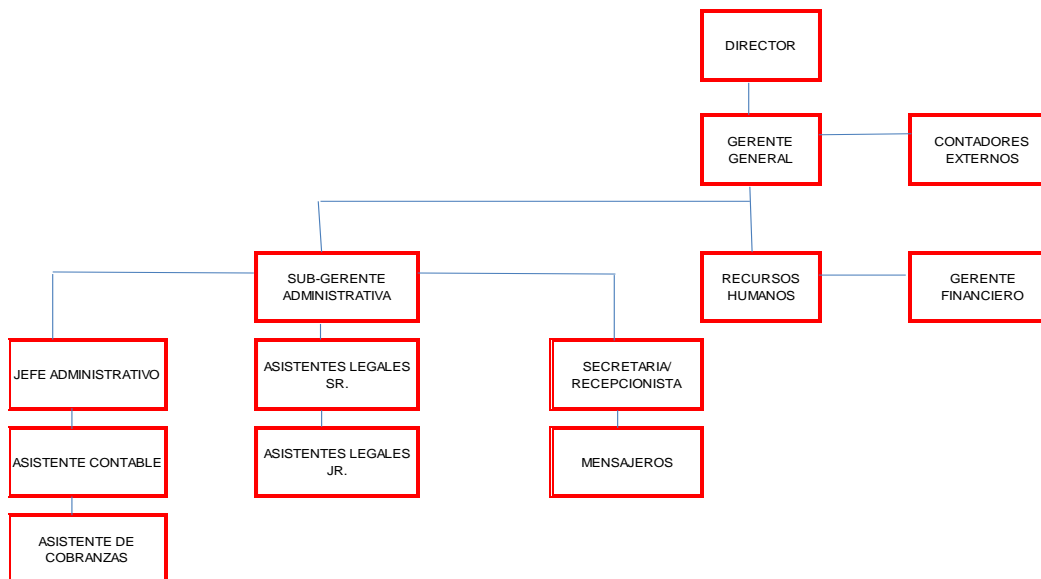 DIRECTOR
GERENTE
GENERAL
CONTADORES
EXTERNOS
SUB-GERENTE
ADMINISTRATIVA
RECURSOS
HUMANOS
GERENTE
FINANCIERO
JEFE ADMINISTRATIVO
ASISTENTES LEGALES
SR.
SECRETARIA/
RECEPCIONISTA
ASISTENTE CONTABLE
ASISTENTES LEGALES
JR.
MENSAJEROS
ASISTENTE DE
COBRANZAS